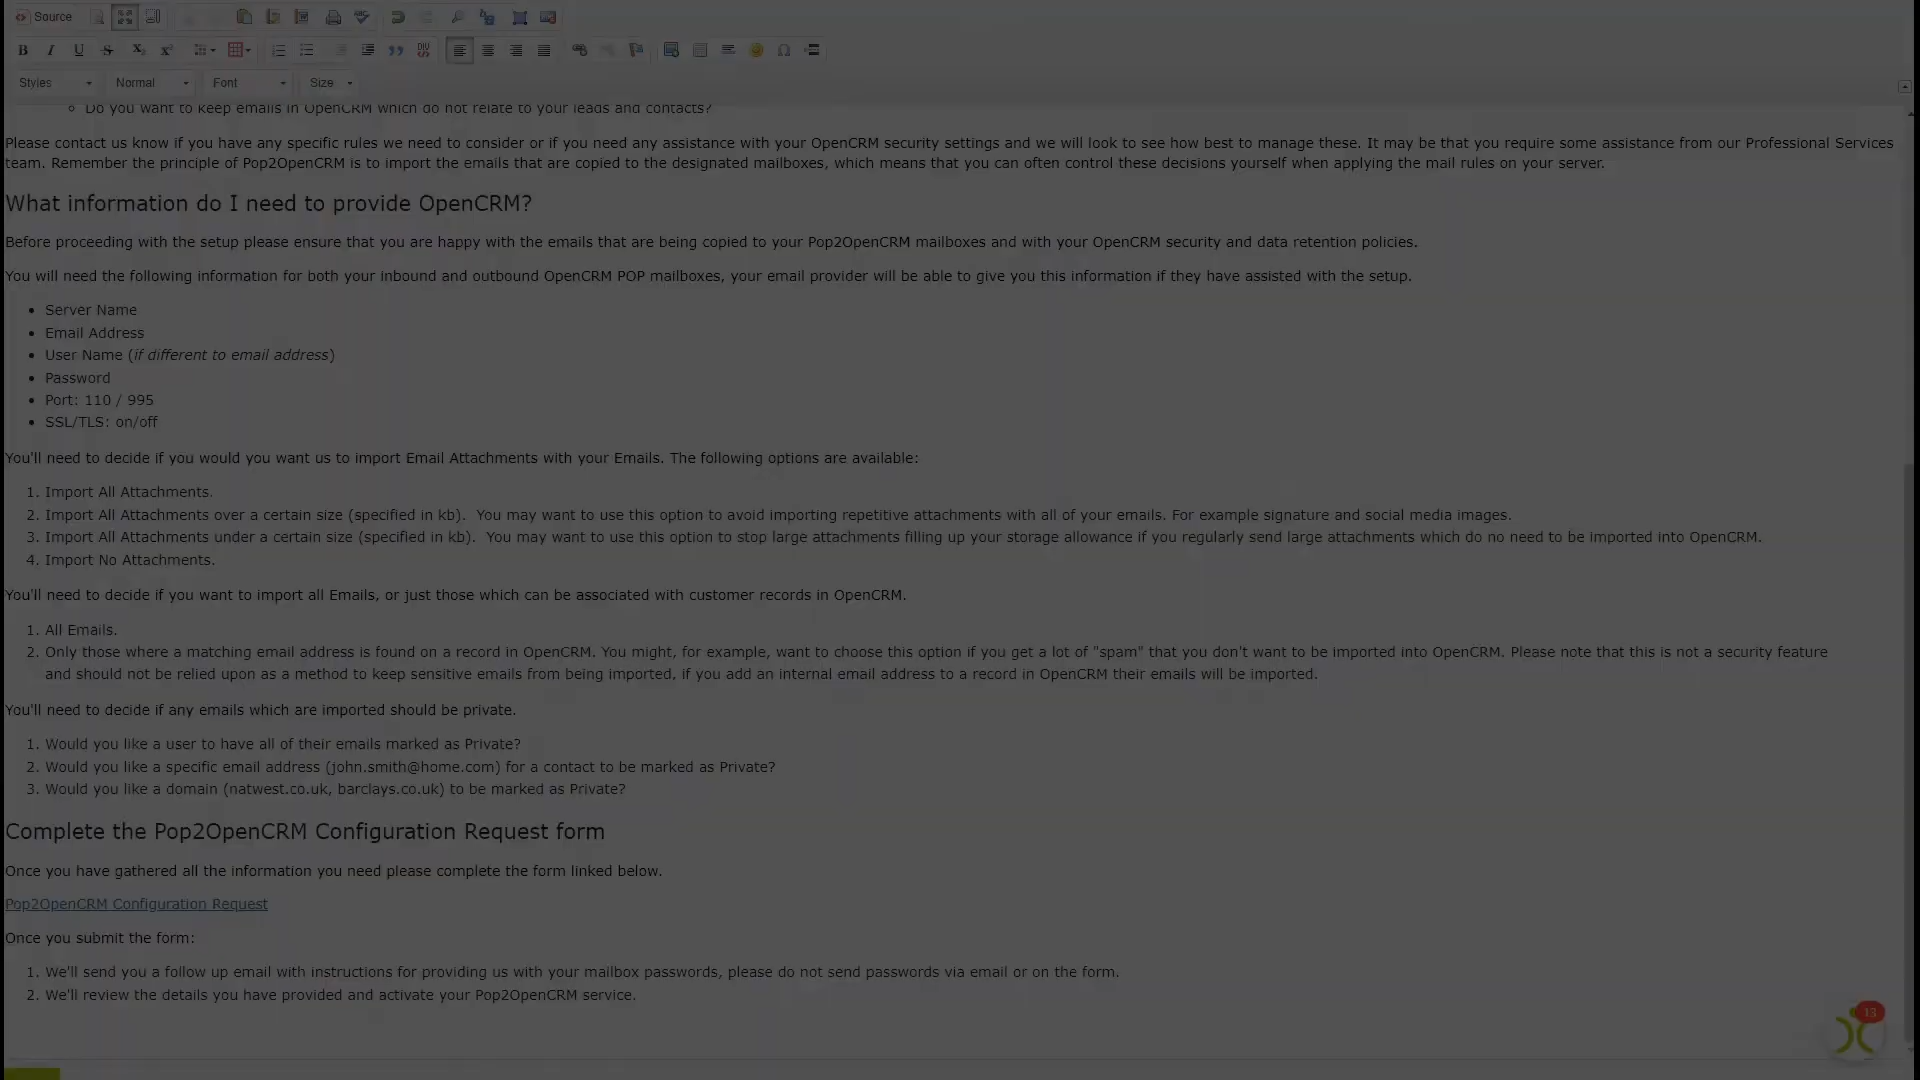 Source
B I U S X₂ X² DIV
Styles Normal Font Size
Do you want to keep emails in OpenCRM which do not relate to your leads and contacts?
Please contact us know if you have any specific rules we need to consider or if you need any assistance with your OpenCRM security settings and we will look to see how best to manage these. It may be that you require some assistance from our Professional Services
team. Remember the principle of Pop2OpenCRM is to import the emails that are copied to the designated mailboxes, which means that you can often control these decisions yourself when applying the mail rules on your server.
What information do I need to provide OpenCRM?
Before proceeding with the setup please ensure that you are happy with the emails that are being copied to your Pop2OpenCRM mailboxes and with your OpenCRM security and data retention policies.
You will need the following information for both your inbound and outbound OpenCRM POP mailboxes, your email provider will be able to give you this information if they have assisted with the setup.
• Server Name
• Email Address
• User Name (if different to email address)
• Password
• Port: 110 / 995
• SSL/TLS: on/off
You'll need to decide if you would you want us to import Email Attachments with your Emails. The following options are available:
1. Import All Attachments.
2. Import All Attachments over a certain size (specified in kb).  You may want to use this option to avoid importing repetitive attachments with all of your emails. For example signature and social media images.
3. Import All Attachments under a certain size (specified in kb).  You may want to use this option to stop large attachments filling up your storage allowance if you regularly send large attachments which do no need to be imported into OpenCRM.
4. Import No Attachments.
You'll need to decide if you want to import all Emails, or just those which can be associated with customer records in OpenCRM.
1. All Emails.
2. Only those where a matching email address is found on a record in OpenCRM. You might, for example, want to choose this option if you get a lot of "spam" that you don't want to be imported into OpenCRM. Please note that this is not a security feature
and should not be relied upon as a method to keep sensitive emails from being imported, if you add an internal email address to a record in OpenCRM their emails will be imported.
You'll need to decide if any emails which are imported should be private.
1. Would you like a user to have all of their emails marked as Private?
2. Would you like a specific email address (john.smith@home.com) for a contact to be marked as Private?
3. Would you like a domain (natwest.co.uk, barclays.co.uk) to be marked as Private?
Complete the Pop2OpenCRM Configuration Request form
Once you have gathered all the information you need please complete the form linked below.
Pop2OpenCRM Configuration Request
Once you submit the form:
1. We'll send you a follow up email with instructions for providing us with your mailbox passwords, please do not send passwords via email or on the form.
2. We'll review the details you have provided and activate your Pop2OpenCRM service.
13